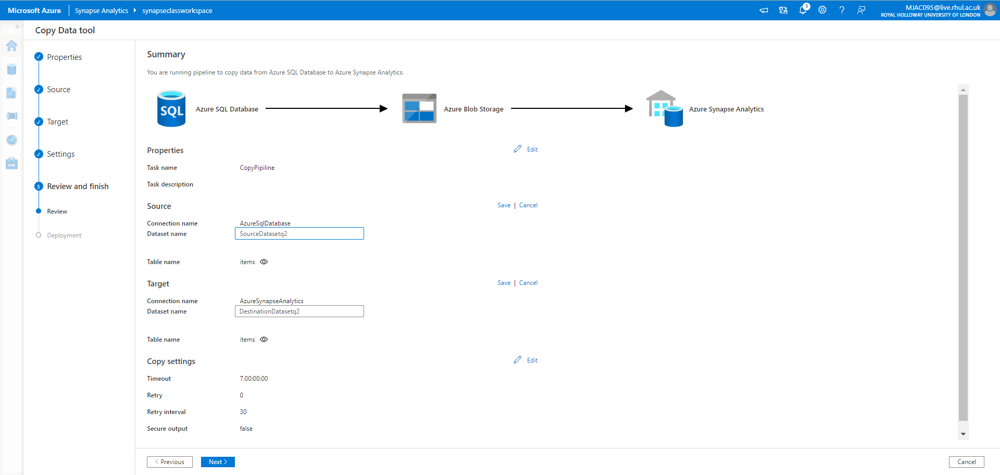 Microsoft Azure Synapse Analytics synapseclassworkspace 9 ? MJAC095@live.rhul.ac.uk
ROYAL HOLLOWAY UNIVERSITY OF LONDON
Copy Data tool
Properties
Source
Target
Settings
5 Review and finish
Review
Deployment
Summary
You are running pipeline to copy data from Azure SQL Database to Azure Synapse Analytics.
SQL Azure SQL Database Azure Blob Storage Azure Synapse Analytics
Properties Edit
Task name CopyPipiline
Task description
Source Save | Cancel
Connection name AzureSqlDatabase
Dataset name SourceDatasetq2
Table name items
Target Save | Cancel
Connection name AzureSynapseAnalytics
Dataset name DestinationDatasetq2
Table name items
Copy settings Edit
Timeout 7.00:00:00
Retry 0
Retry interval 30
Secure output false
Previous Next Cancel